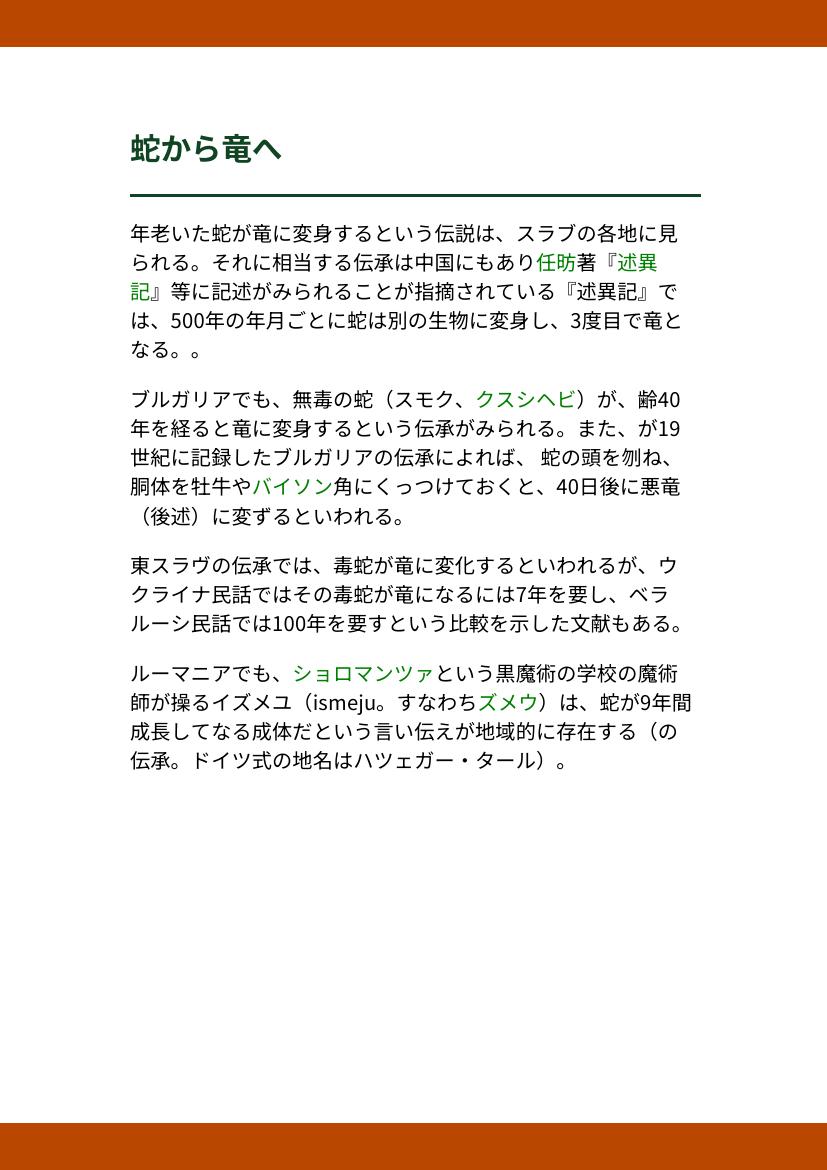 蛇から竜へ
年老いた蛇が竜に変身するという伝説は、スラブの各地に見
られる。それに相当する伝承は中国にもあり任昉著『述異
記』等に記述がみられることが指摘されている『述異記』で
は、500年の年月ごとに蛇は別の生物に変身し、3度目で竜と
なる。。
ブルガリアでも、無毒の蛇（スモク、クスシヘビ）が、齢40
年を経ると竜に変身するという伝承がみられる。また、が19
世紀に記録したブルガリアの伝承によれば、 蛇の頭を刎ね、
胴体を牡牛やバイソン角にくっつけておくと、40日後に悪竜
（後述）に変ずるといわれる。
東スラヴの伝承では、毒蛇が竜に変化するといわれるが、ウ
クライナ民話ではその毒蛇が竜になるには7年を要し、ベラ
ルーシ民話では100年を要すという比較を示した文献もある。
ルーマニアでも、ショロマンツァという黒魔術の学校の魔術
師が操るイズメユ（ismeju。すなわちズメウ）は、蛇が9年間
成長してなる成体だという言い伝えが地域的に存在する（の
伝承。ドイツ式の地名はハツェガー・タール）。